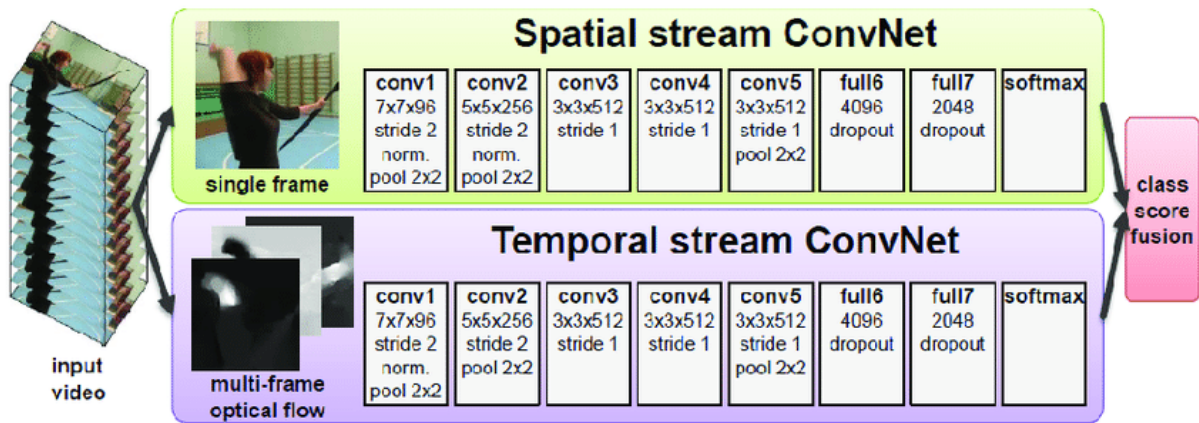 Spatial stream ConvNet
single frame
conv1
7x7x96
stride 2
norm.
pool 2x2
conv2
5x5x256
stride 2
norm.
pool 2x2
conv3
3x3x512
stride 1
conv4
3x3x512
stride 1
conv5
3x3x512
stride 1
pool 2x2
full6
4096
dropout
full7
2048
dropout
softmax
input
video
Temporal stream ConvNet
multi-frame
optical flow
conv1
7x7x96
stride 2
norm.
pool 2x2
conv2
5x5x256
stride 2
pool 2x2
conv3
3x3x512
stride 1
conv4
3x3x512
stride 1
conv5
3x3x512
stride 1
pool 2x2
full6
4096
dropout
full7
2048
dropout
softmax
class
score
fusion